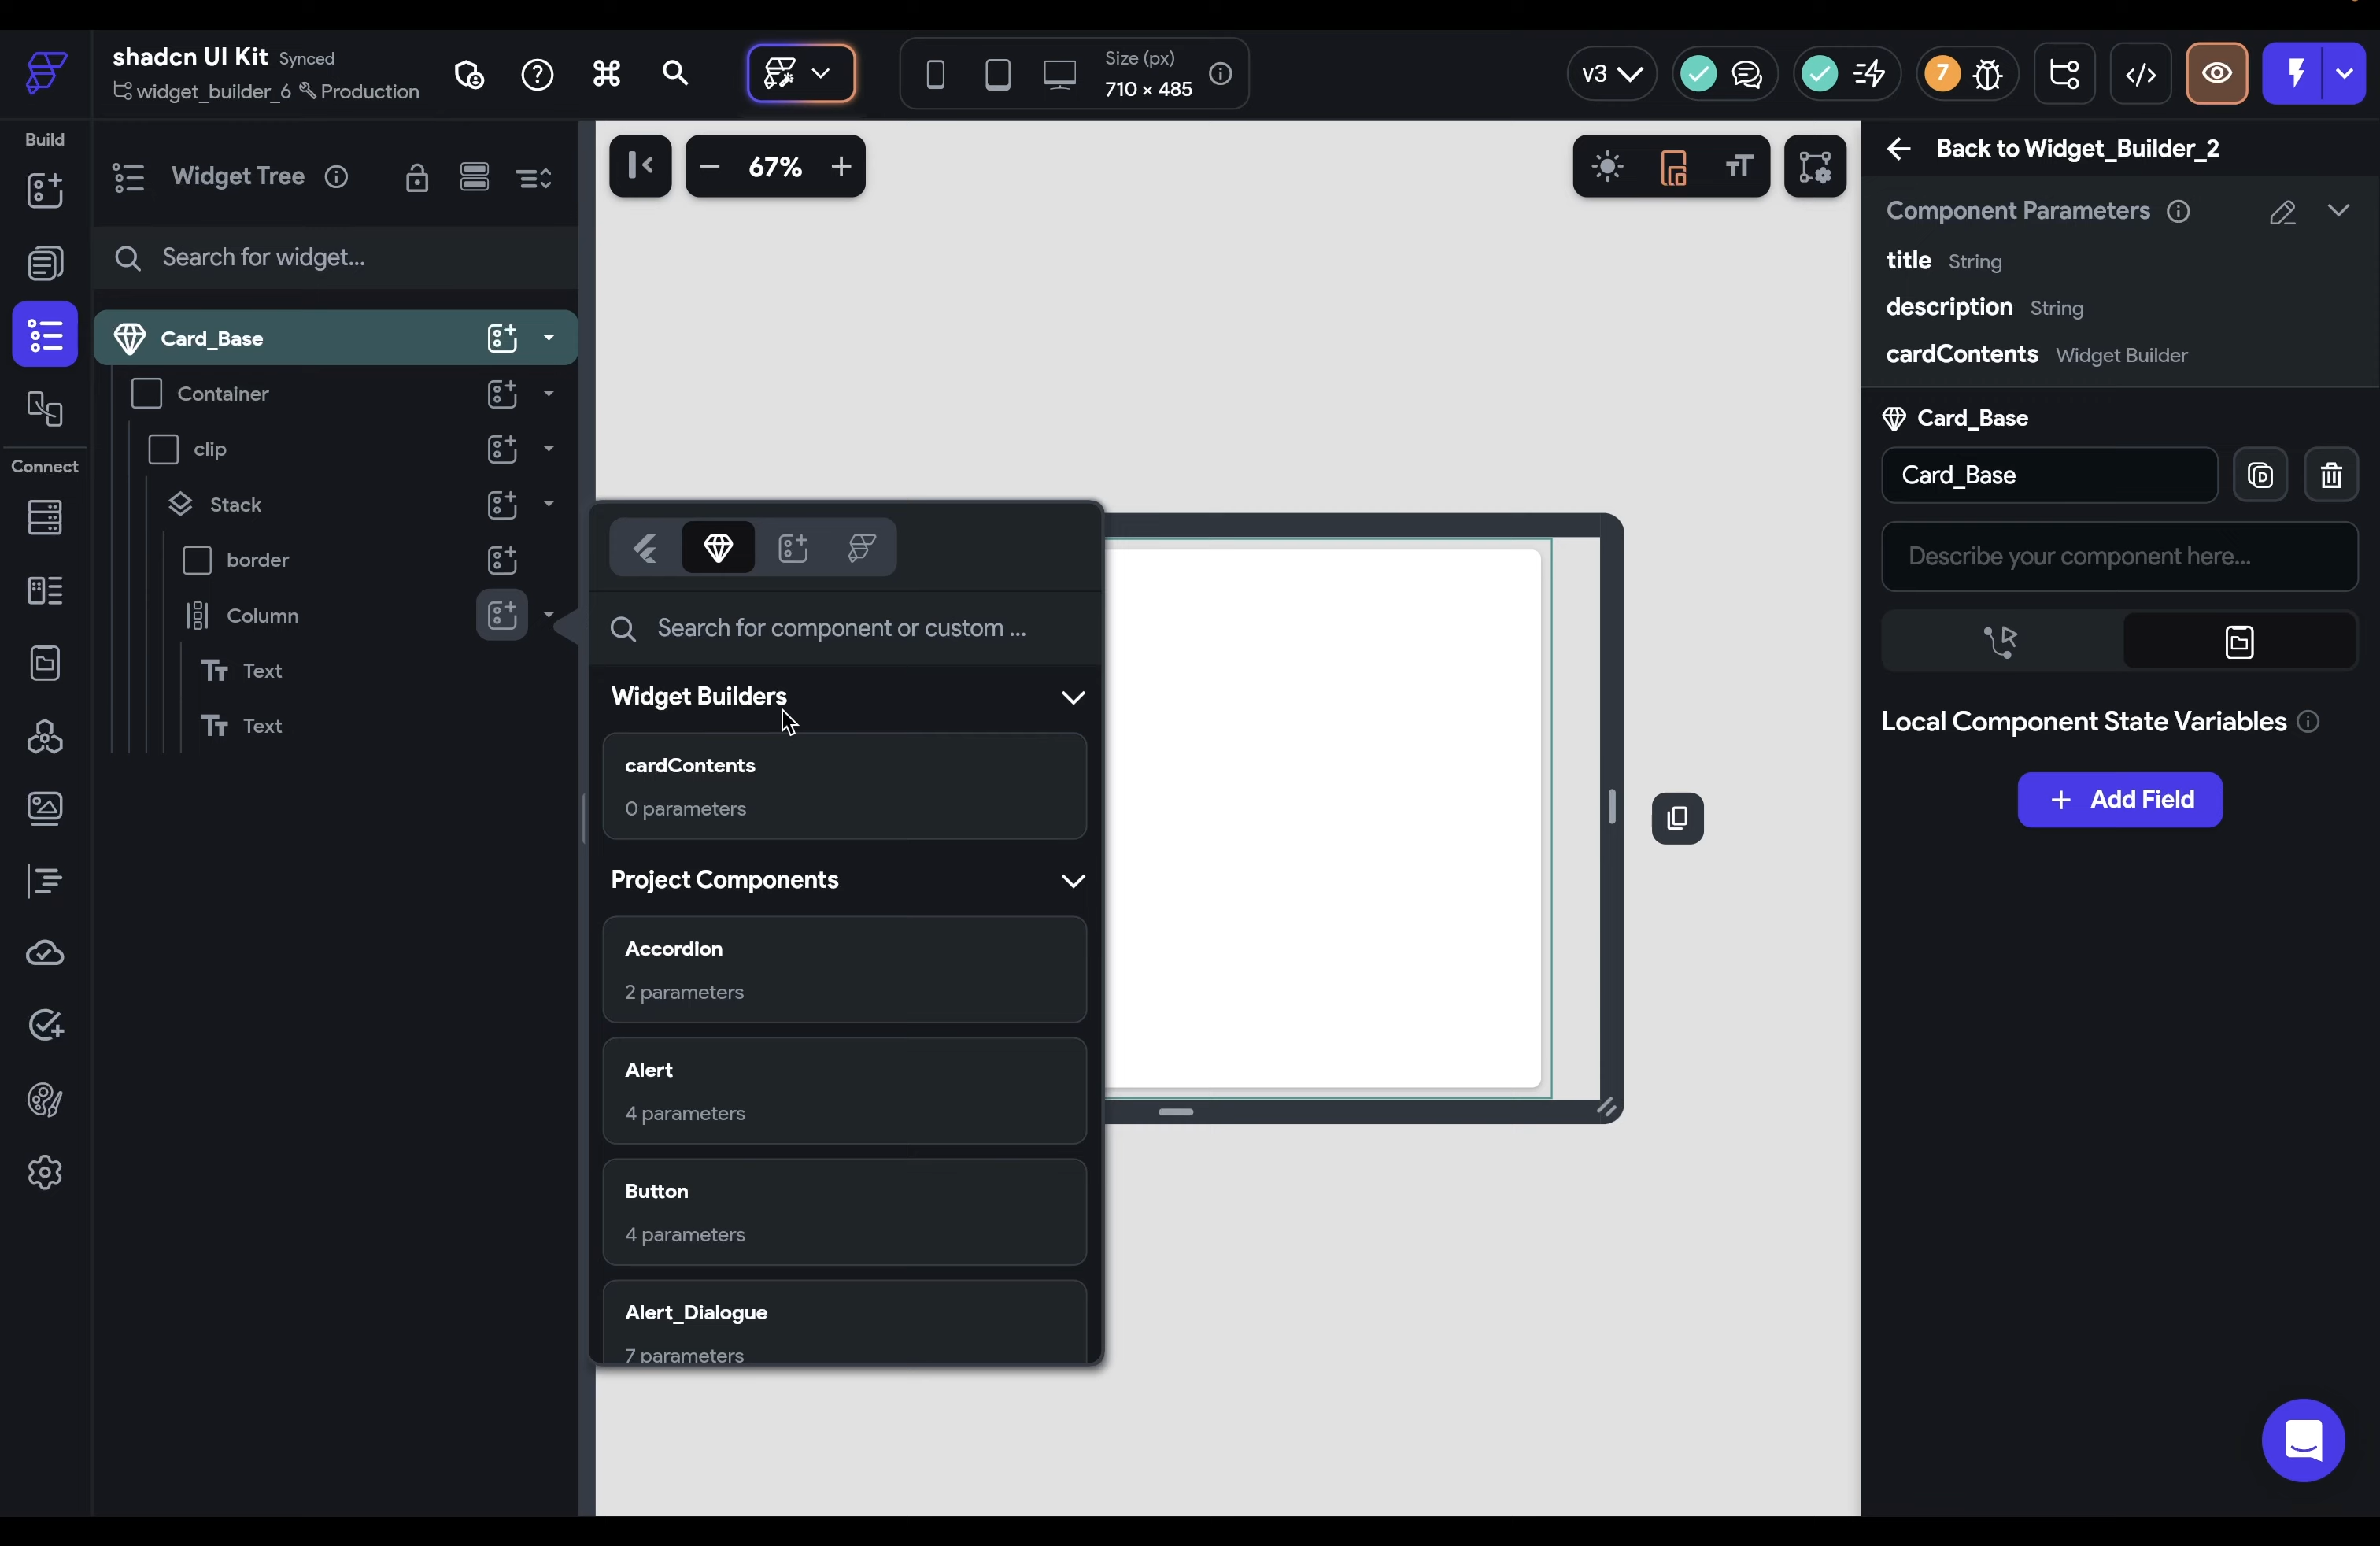 shadcn UI Kit Synced
widget_builder_6 Production
Size (px)
710 × 485
v3
7
Build
Widget Tree
67%
Back to Widget_Builder_2
Search for widget...
Component Parameters
title String
description String
cardContents Widget Builder
Card_Base
Container
clip
Connect
Stack
border
Column
Text
Text
Search for component or custom ...
Widget Builders
cardContents
0 parameters
Project Components
Accordion
2 parameters
Alert
4 parameters
Button
4 parameters
Alert_Dialogue
7 parameters
Card_Base
Card_Base
Describe your component here...
Local Component State Variables
+ Add Field